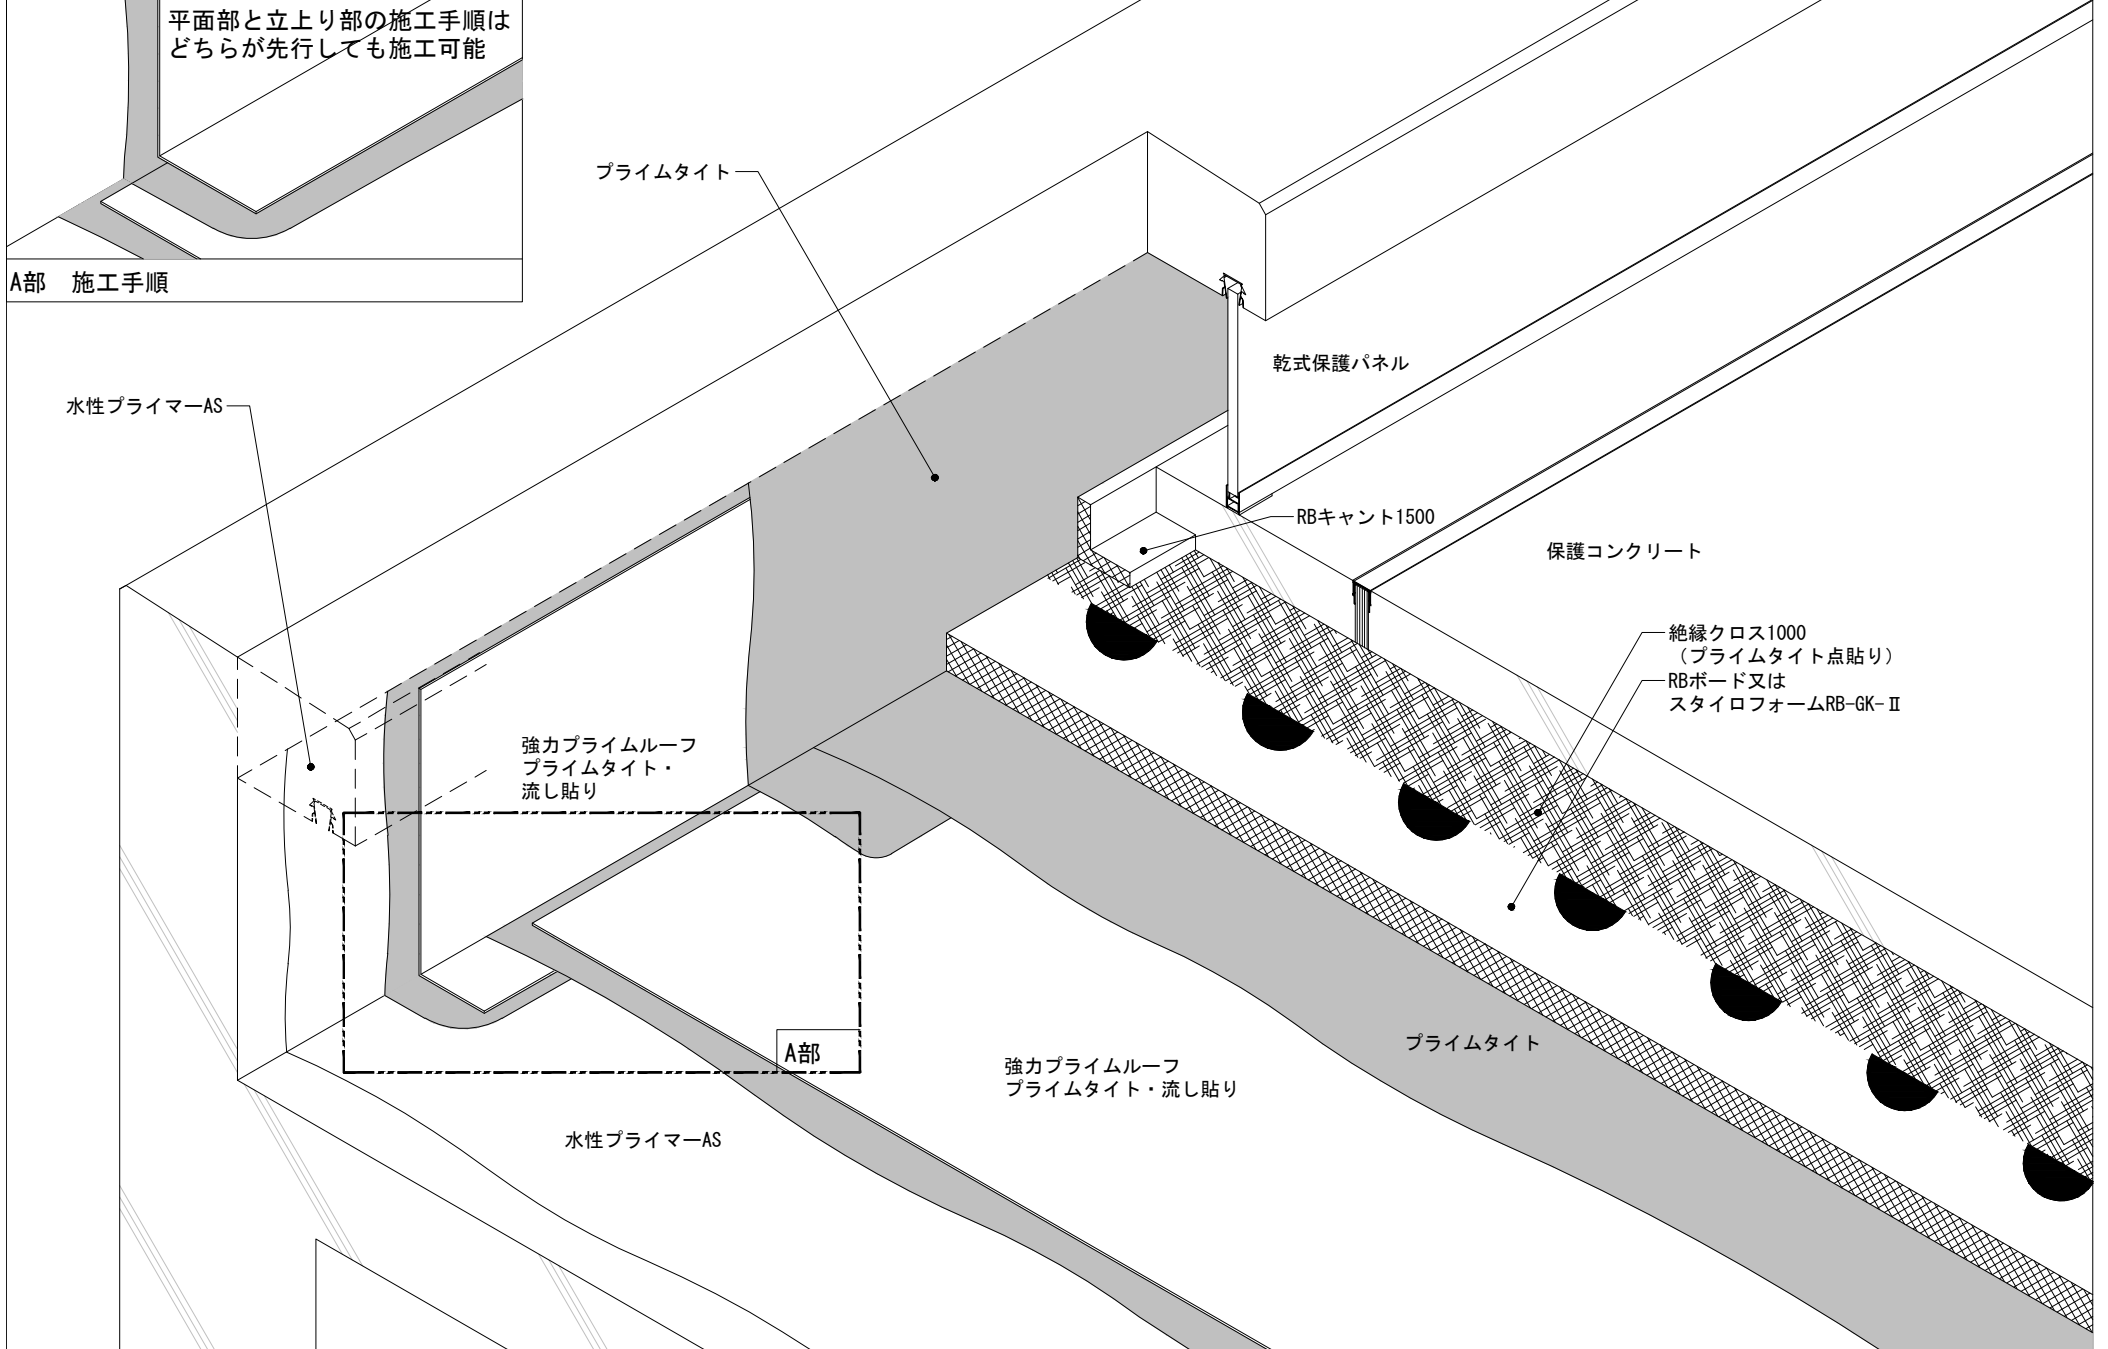 平面部と立上り部の施工手順は
どちらが先行しても施工可能
A部　施工手順
プライムタイト
水性プライマーAS
乾式保護パネル
RBキャント1500
保護コンクリート
絶縁クロス1000
（プライムタイト点貼り）
RBボード又は
スタイロフォームRB-GK-Ⅱ
強力プライムルーフ
プライムタイト・
流し貼り
A部
強力プライムルーフ
プライムタイト・流し貼り
プライムタイト
水性プライマーAS